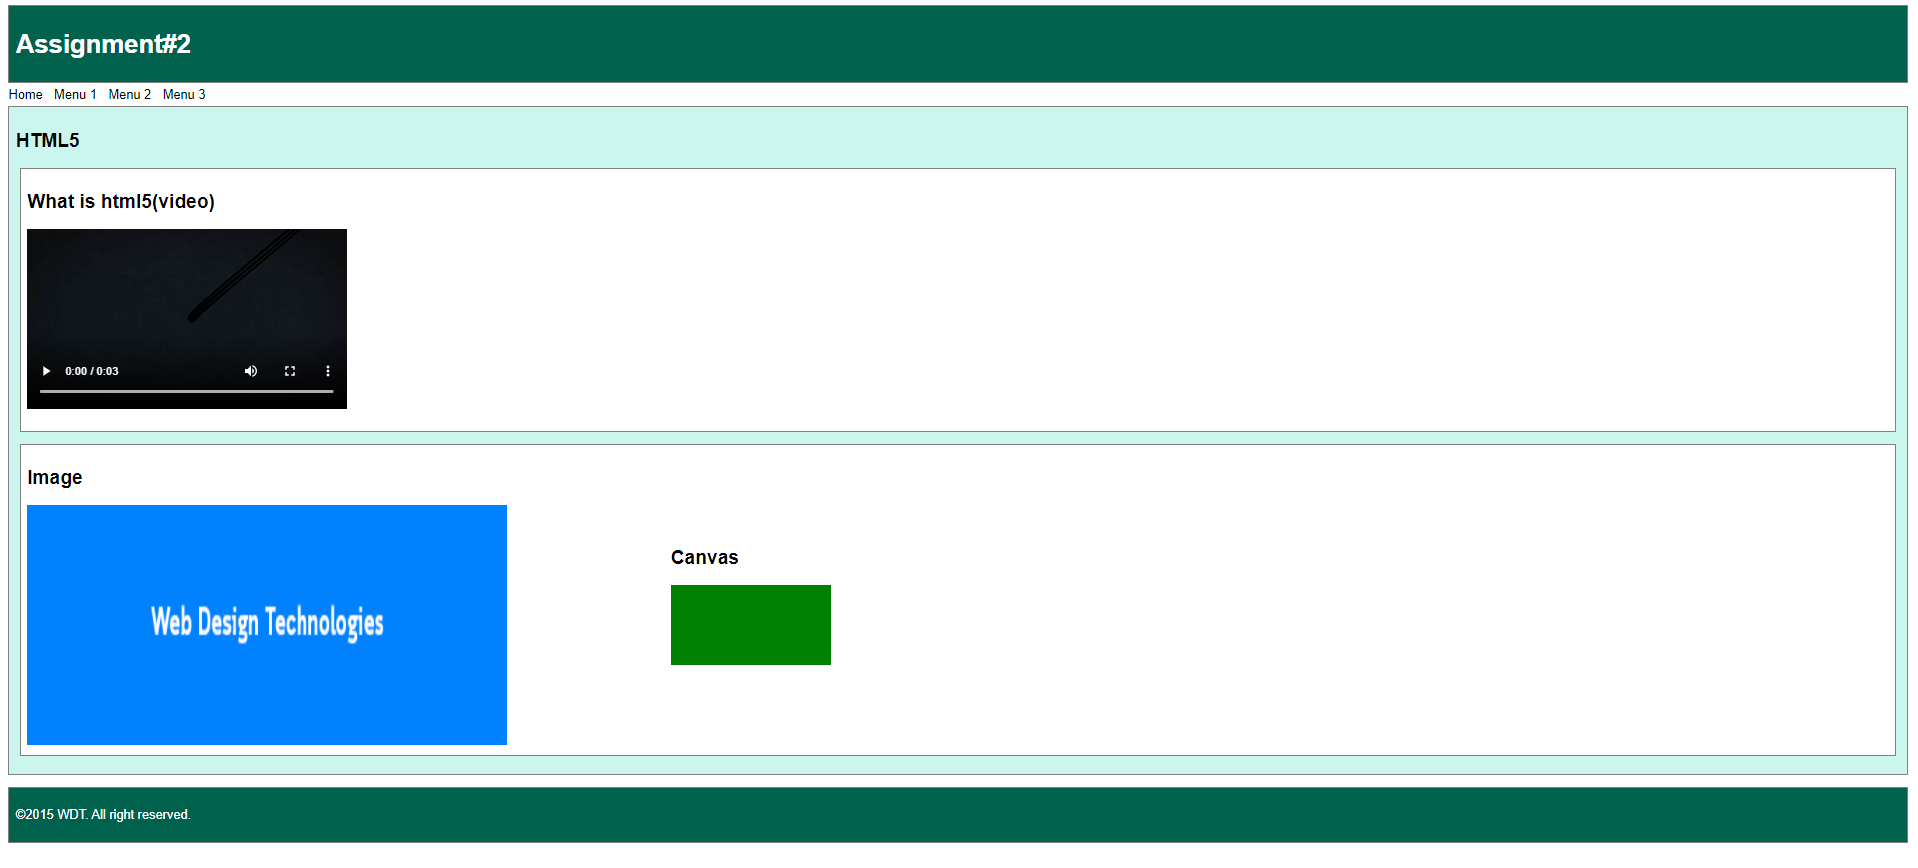 Assignment#2
Home Menu 1 Menu 2 Menu 3
HTML5
What is html5(video)
0:00 / 0:03
Image
Web Design Technologies
Canvas
©2015 WDT. All right reserved.